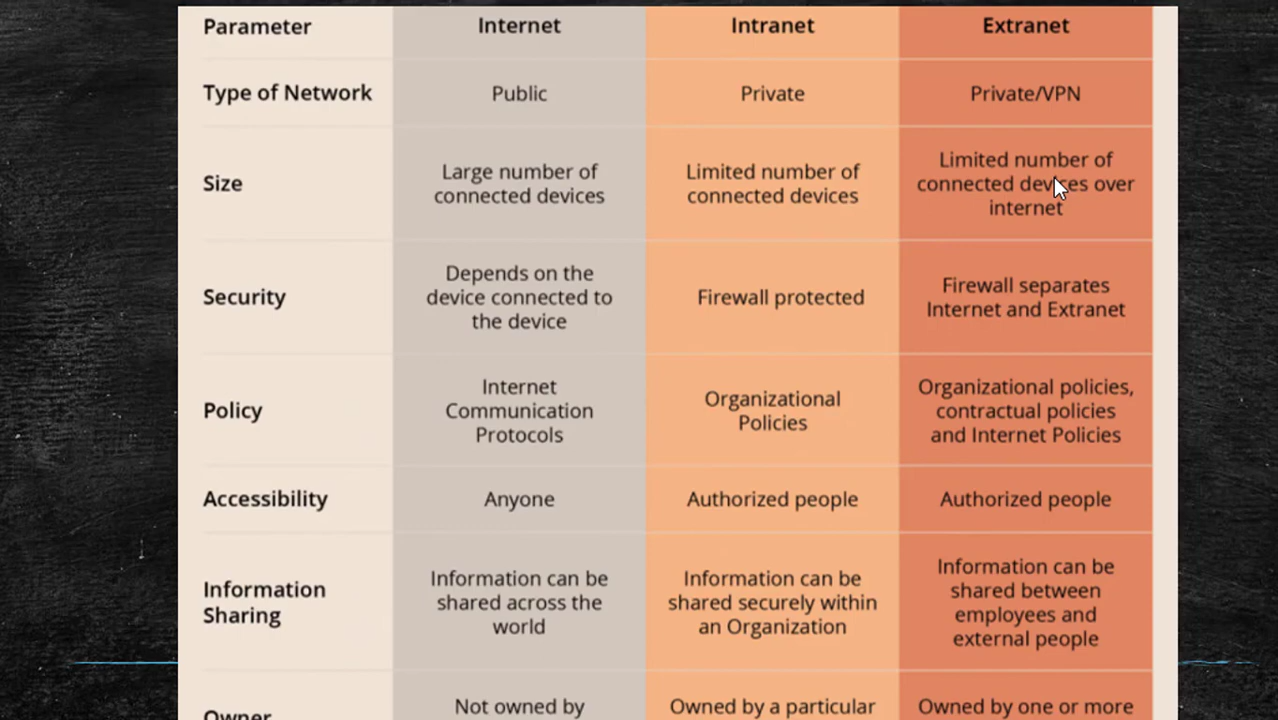 Parameter
Internet
Intranet
Extranet
Type of Network
Public
Private
Private/VPN
Size
Large number of
connected devices
Limited number of
connected devices
Limited number of
connected devices over
internet
Security
Depends on the
device connected to
the device
Firewall protected
Firewall separates
Internet and Extranet
Policy
Internet
Communication
Protocols
Organizational
Policies
Organizational policies,
contractual policies
and Internet Policies
Accessibility
Anyone
Authorized people
Authorized people
Information
Sharing
Information can be
shared across the
world
Information can be
shared securely within
an Organization
Information can be
shared between
employees and
external people
Owner
Not owned by
Owned by a particular
Owned by one or more